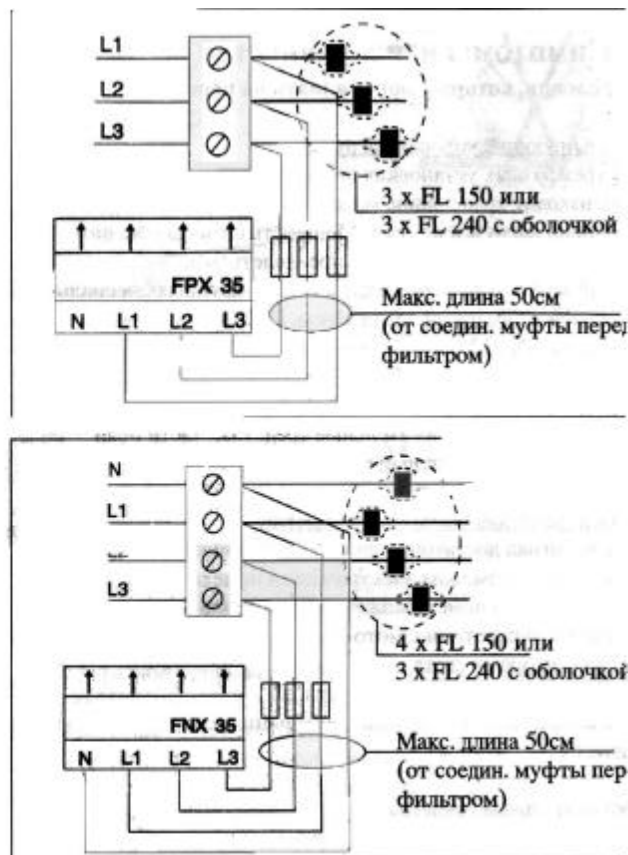 L1
L2
L3
3 x FL 150 или
3 x FL 240 с оболочкой
FPX 35
N L1 L2 L3
Макс. длина 50см
(от соедин. муфты перед
фильтром)
N
L1
L3
4 x FL 150 или
3 x FL 240 с оболочкой
FNX 35
N L1 L2 L3
Макс. длина 50см
(от соедин. муфты пер
фильтром)